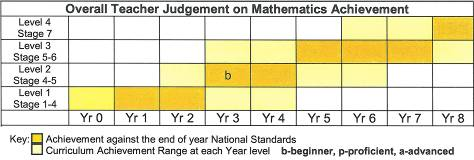 Overall Teacher Judgement on Mathematics Achievement
Level 4
Stage 7
Level 3
Stage 5-6
Level 2
Stage 4-5
b
Level 1
Stage 1-4
Yr 0 Yr 1 Yr 2 Yr 3 Yr 4 Yr 5 Yr 6 Yr 7 Yr 8
Key: Achievement against the end of year National Standards
Curriculum Achievement Range at each Year level b-beginner, p-proficient, a-advanced